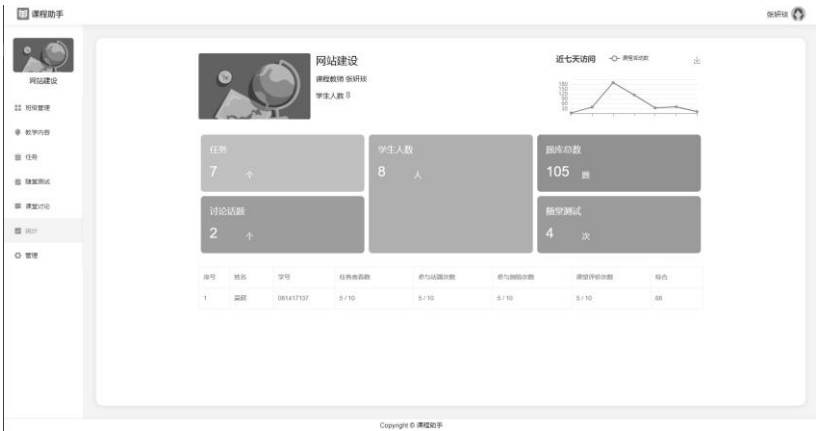 课程助手
张妍琰
网站建设
班级管理
教学内容
任务
随堂测试
课堂讨论
统计
管理
网站建设
课程教师 张妍琰
学生人数 8
近七天访问
任务
7 个
学生人数
8 人
题库总数
105 题
讨论话题
2 个
随堂测试
4 次
序号 姓名 学号 任务查看数 参与话题次数 参与测验次数 课堂评价次数 综合
1 081417137 5 / 10 5 / 10 5 / 10 5 / 10 88
Copyright © 课程助手